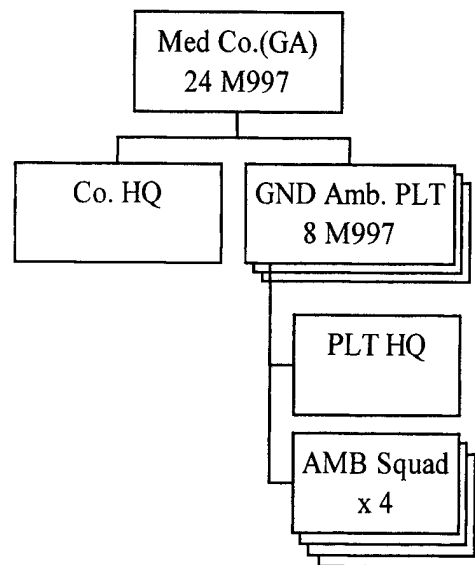 Med Co.(GA)
24 M997
Co. HQ
GND Amb. PLT
8 M997
PLT HQ
AMB Squad
x 4